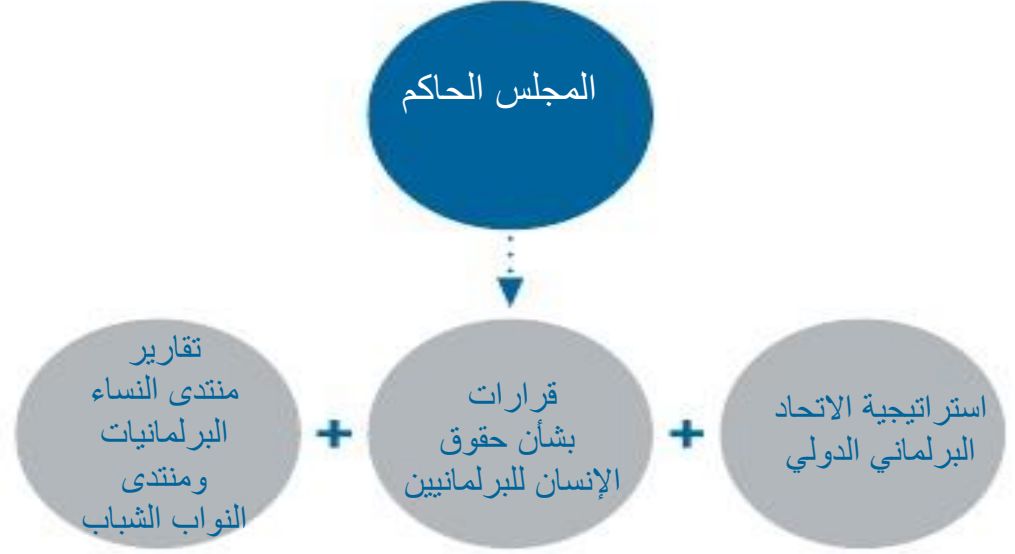 المجلس الحاكم
استراتيجية الاتحاد
البرلماني الدولي
+
قرارات
بشأن حقوق
الإنسان للبرلمانيين
+
تقارير
منتدى النساء
البرلمانيات
ومنتدى
النواب الشباب